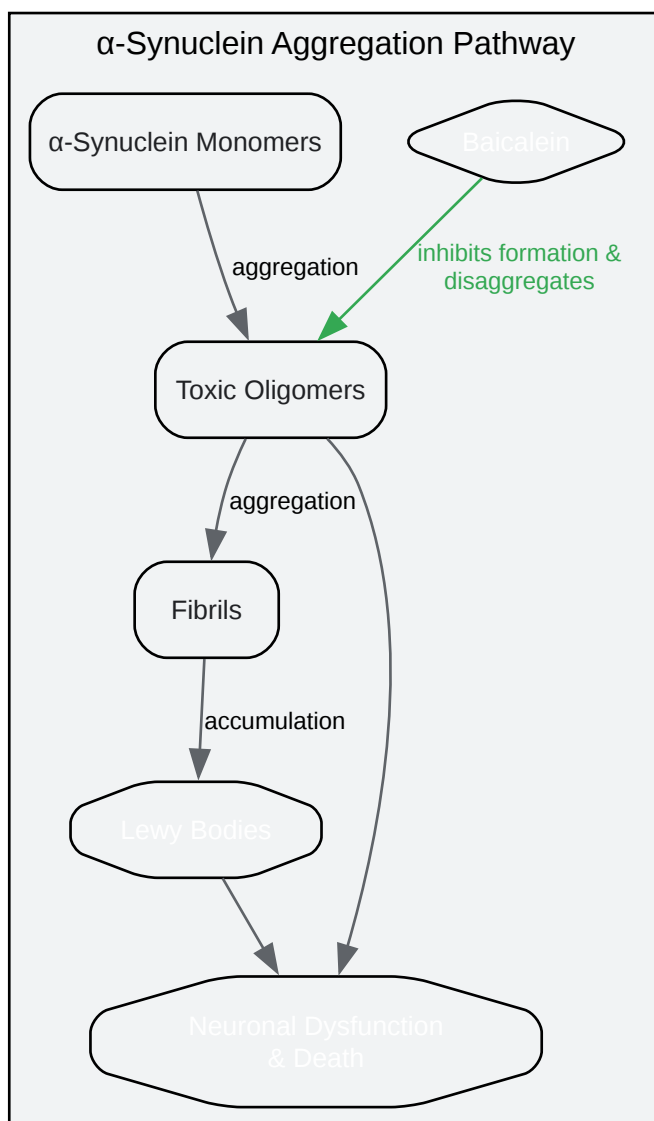 α-Synuclein Aggregation Pathway
α-Synuclein Monomers
Baicalein
aggregation
inhibits formation &
disaggregates
Toxic Oligomers
aggregation
Fibrils
accumulation
Lewy Bodies
Neuronal Dysfunction
& Death